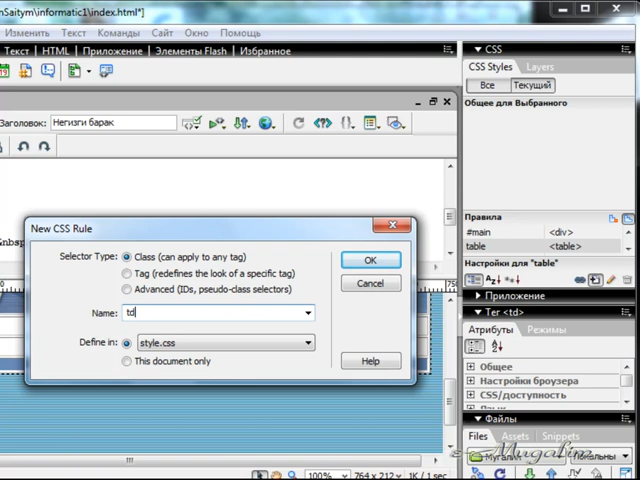 nSaitym\informatic1\index.html*]
Изменить Текст Команды Сайт Окно Помощь
Текст HTML Приложение Элементы Flash Избранное
Заголовок: Негизги барак
&nbsp
New CSS Rule
Selector Type: Class (can apply to any tag)
Tag (redefines the look of a specific tag)
Advanced (IDs, pseudo-class selectors)
Name: td
Define in: style.css
This document only
OK
Cancel
Help
750
100% 764 x 212 1K / 1 sec
CSS
CSS Styles Layers
Все Текущий
Общее для Выбранного
Правила
#main <div>
table <table>
Настройки для "table"
Приложение
Тег <td>
Атрибуты Режимы
Общее
Настройки броузера
CSS/доступность
Язык
Файлы
Files Assets Snippets
e-Mugalim